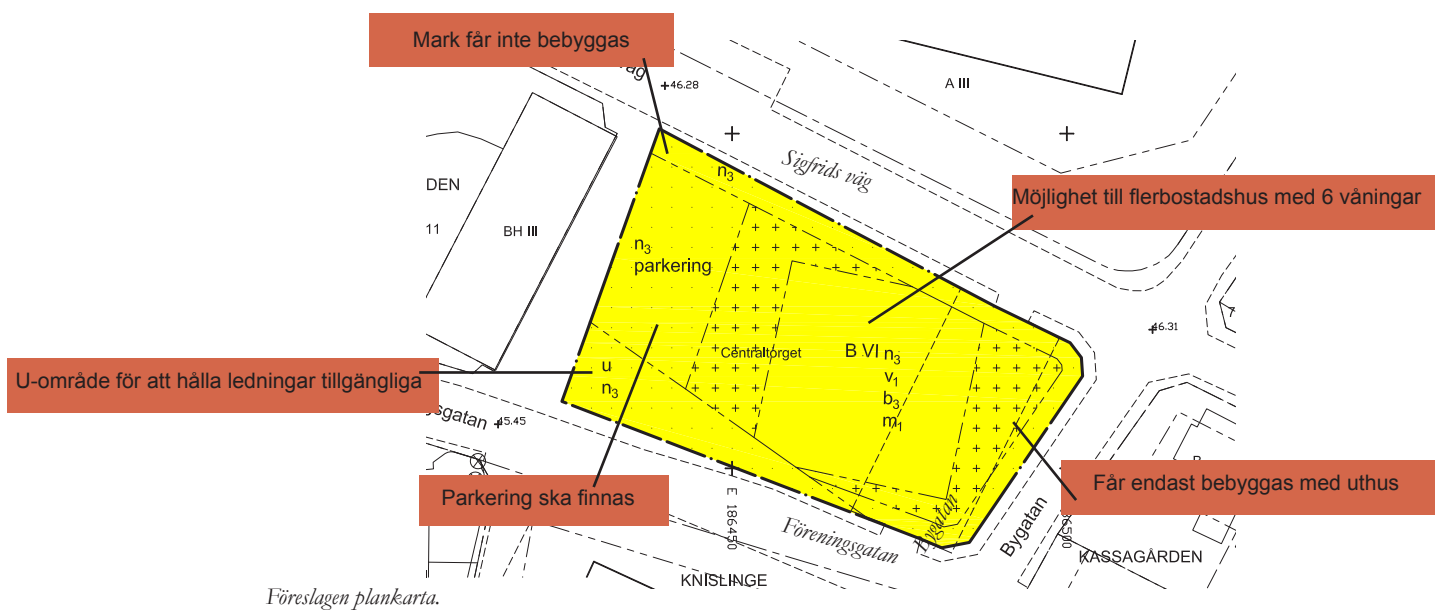 Mark får inte bebyggas
+46.28
A III
Sigfrids väg
n3
DEN
11
BH III
Möjlighet till flerbostadshus med 6 våningar
n3
parkering
+46.31
Centraltorget
B VI n3
v1
b3
m1
U-område för att hålla ledningar tillgängliga
u
n3
sgatan +45.45
Parkering ska finnas
Får endast bebyggas med uthus
E 186450
Föreningsgatan
Bygatan
Bygatan
KASSAGÅRDEN
KNISLINGE
Föreslagen plankarta.